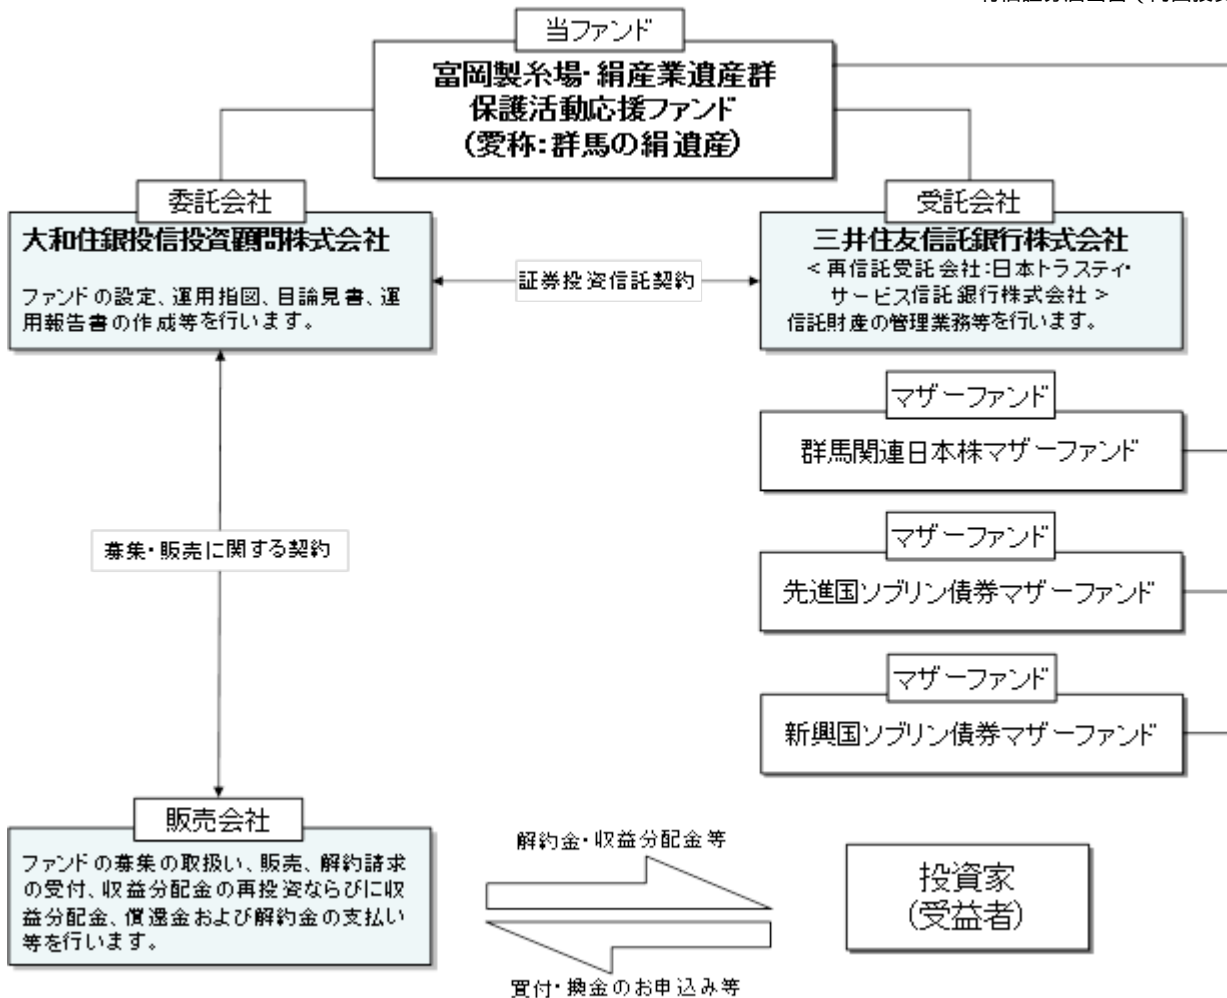 当ファンド
富岡製糸場・絹産業遺産群
保護活動応援ファンド
(愛称:群馬の絹遺産)
委託会社
大和住銀投信投資顧問株式会社
ファンドの設定、運用指図、目論見書、運
用報告書の作成等を行います。
証券投資信託契約
受託会社
三井住友信託銀行株式会社
<再信託受託会社:日本トラスティ・
サービス信託銀行株式会社>
信託財産の管理業務等を行います。
マザーファンド
群馬関連日本株マザーファンド
マザーファンド
先進国ソブリン債券マザーファンド
マザーファンド
新興国ソブリン債券マザーファンド
募集・販売に関する契約
販売会社
ファンドの募集の取扱い、販売、解約請求
の受付、収益分配金の再投資ならびに収
益分配金、償還金および解約金の支払い
等を行います。
解約金・収益分配金等
買付・換金のお申込み等
投資家
(受益者)